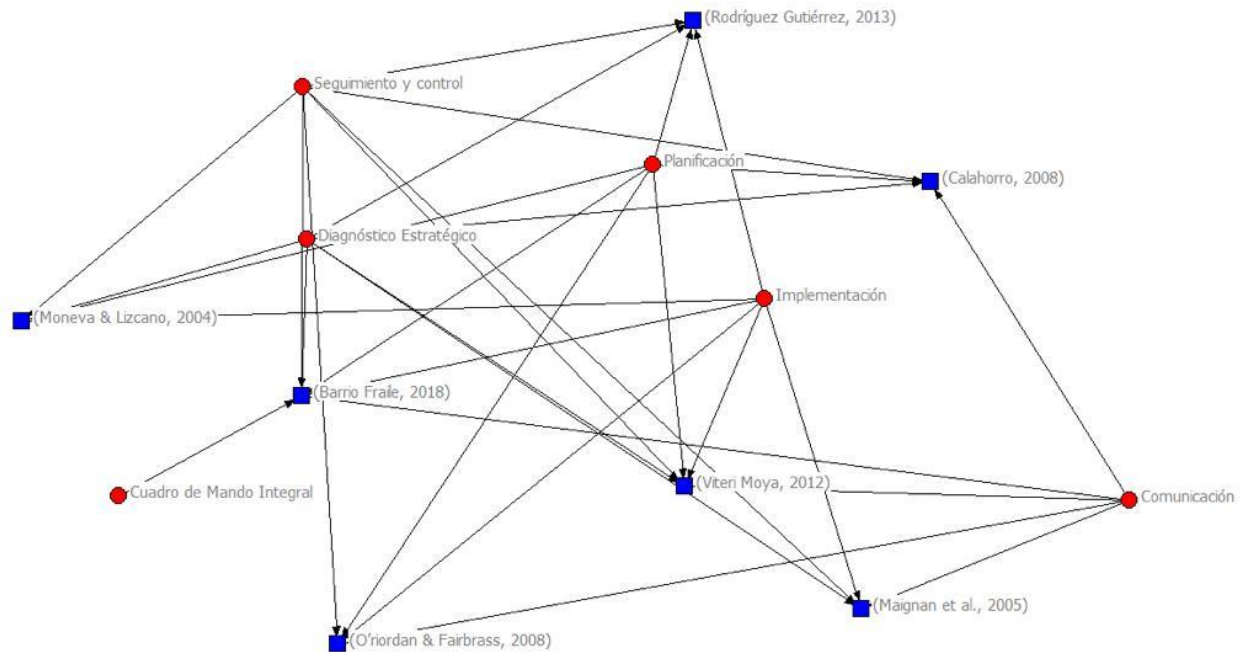 (Rodríguez Gutiérrez, 2013)
Seguimiento y control
Planificación
(Calahorro, 2008)
Diagnóstico Estratégico
Implementación
(Moneva & Lizcano, 2004)
(Barrio Fraile, 2018)
(Viteri Moya, 2012)
Cuadro de Mando Integral
Comunicación
(Maignan et al., 2005)
(O'riordan & Fairbrass, 2008)